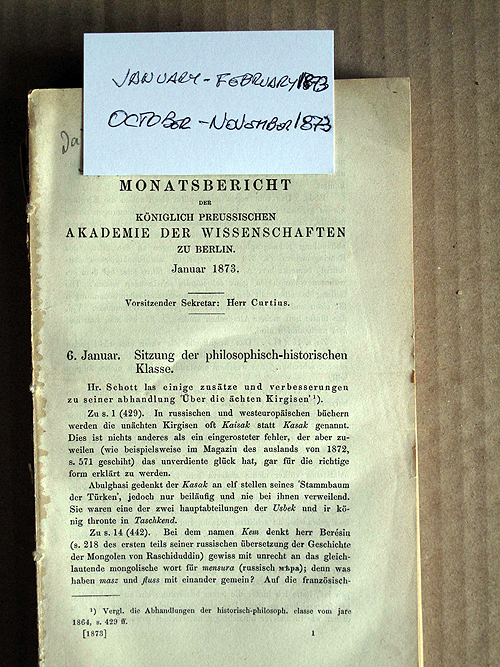 JANUARY - FEBRUARY 1873
OCTOBER - NOVEMBER 1873
MONATSBERICHT
DER
KÖNIGLICH PREUSSISCHEN
AKADEMIE DER WISSENSCHAFTEN
ZU BERLIN.
Januar 1873.
Vorsitzender Sekretar: Herr Curtius.
6. Januar. Sitzung der philosophisch-historischen
Klasse.
Hr. Schott las einige zusätze und verbesserungen
zu seiner abhandlung 'Über die ächten Kirgisen' ¹).
Zu s. 1 (429). In russischen und westeuropäischen büchern
werden die unächten Kirgisen oft Kaisak statt Kasak genannt.
Dies ist nichts anderes als ein eingerosteter fehler, der aber zu-
weilen (wie beispielsweise im Magazin des auslands von 1872,
s. 571 geschiht) das unverdiente glück hat, gar für die richtige
form erklärt zu werden.
Abulghasi gedenkt der Kasak an elf stellen seines 'Stammbaum
der Türken', jedoch nur beiläufig und nie bei ihnen verweilend.
Sie waren eine der zwei hauptabteilungen der Usbek und ir kö-
nig thronte in Taschkend.
Zu s. 14 (442). Bei dem namen Kem denkt herr Berésin
(s. 218 des ersten teils seiner russischen übersetzung der Geschichte
der Mongolen von Raschiduddin) gewiss mit unrecht an das gleich-
lautende mongolische wort für mensura (russisch мѣра); denn was
haben masz und fluss mit einander gemein? Auf die französisch-
¹) Vergl. die Abhandlungen der historisch-philosoph. classe vom jare
1864, s. 429 ff.
[1873] 1